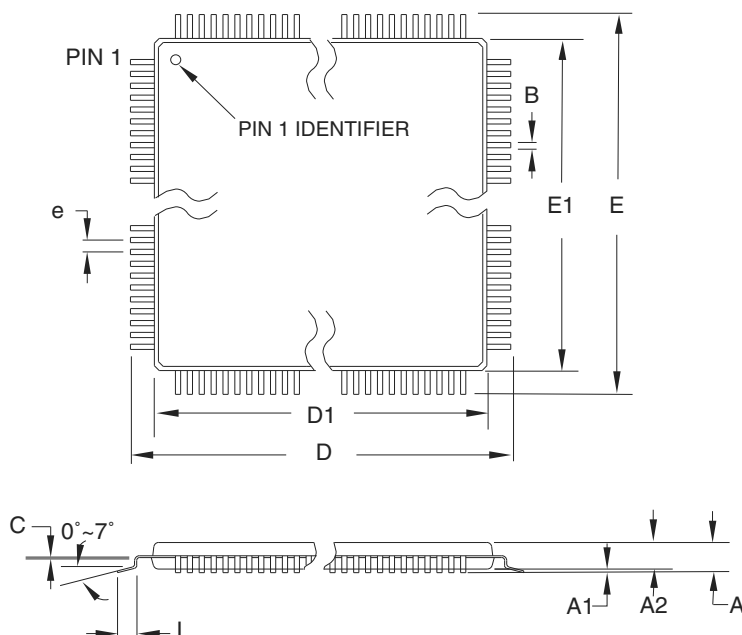 PIN 1
PIN 1 IDENTIFIER
B
e
E1
E
D1
D
C
0°~7°
A1
A2
A
L